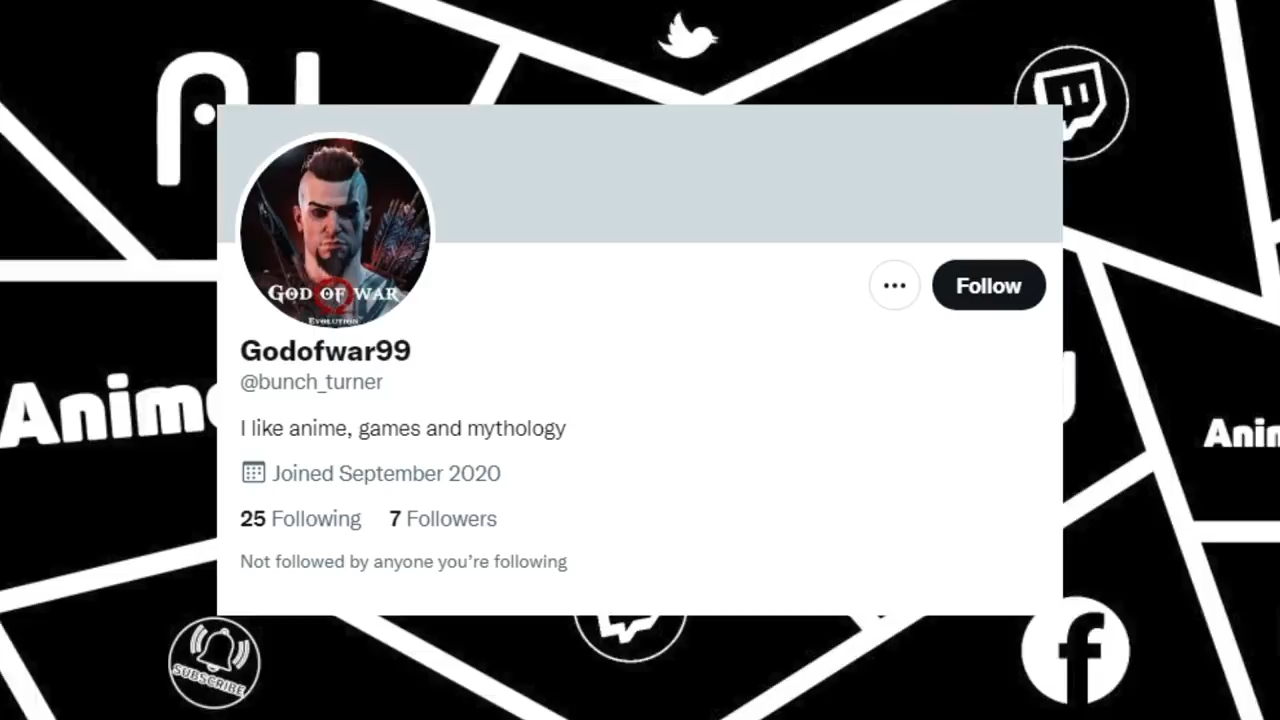 GOD OF WAR
EVOLUTION
Godofwar99
@bunch_turner
I like anime, games and mythology
Joined September 2020
25 Following 7 Followers
Not followed by anyone you’re following
Follow
Anime
Anim
SUBSCRIBE